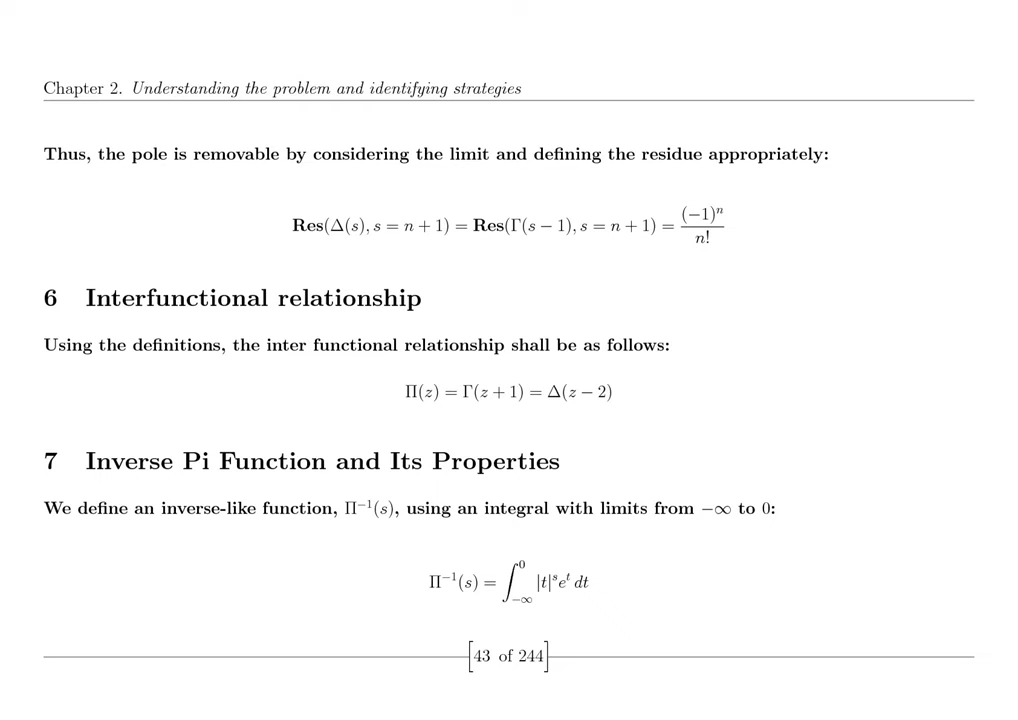 Chapter 2. Understanding the problem and identifying strategies
Thus, the pole is removable by considering the limit and defining the residue appropriately:
Res(Δ(s), s = n + 1) = Res(Γ(s − 1), s = n + 1) = (−1)ⁿ / n!
6 Interfunctional relationship
Using the definitions, the inter functional relationship shall be as follows:
Π(z) = Γ(z + 1) = Δ(z − 2)
7 Inverse Pi Function and Its Properties
We define an inverse-like function, Π⁻¹(s), using an integral with limits from −∞ to 0:
Π⁻¹(s) = ∫_{−∞}^{0} |t|ˢeᵗ dt
[43 of 244]